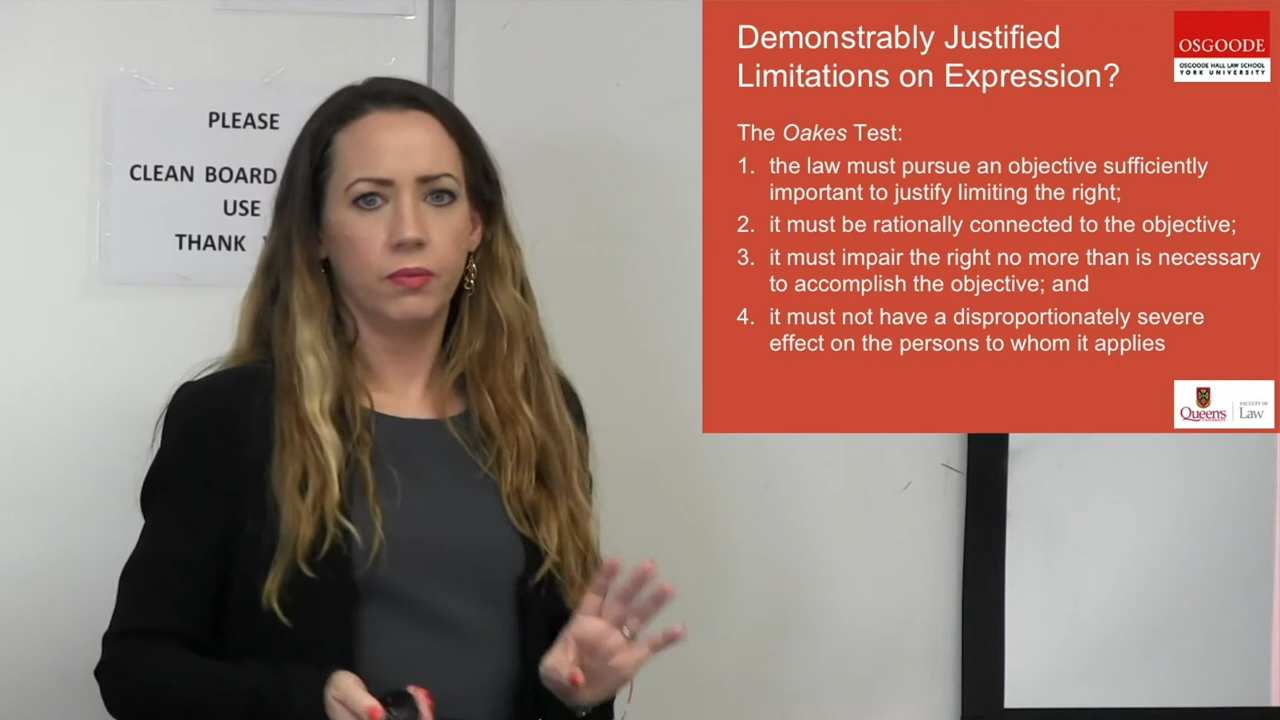 PLEASE
CLEAN BOARD
USE
THANK
Demonstrably Justified
Limitations on Expression?
OSGOODE
OSGOODE HALL LAW SCHOOL
YORK UNIVERSITY
The Oakes Test:
1. the law must pursue an objective sufficiently
important to justify limiting the right;
2. it must be rationally connected to the objective;
3. it must impair the right no more than is necessary
to accomplish the objective; and
4. it must not have a disproportionately severe
effect on the persons to whom it applies
Queen's
UNIVERSITY
FACULTY OF
Law